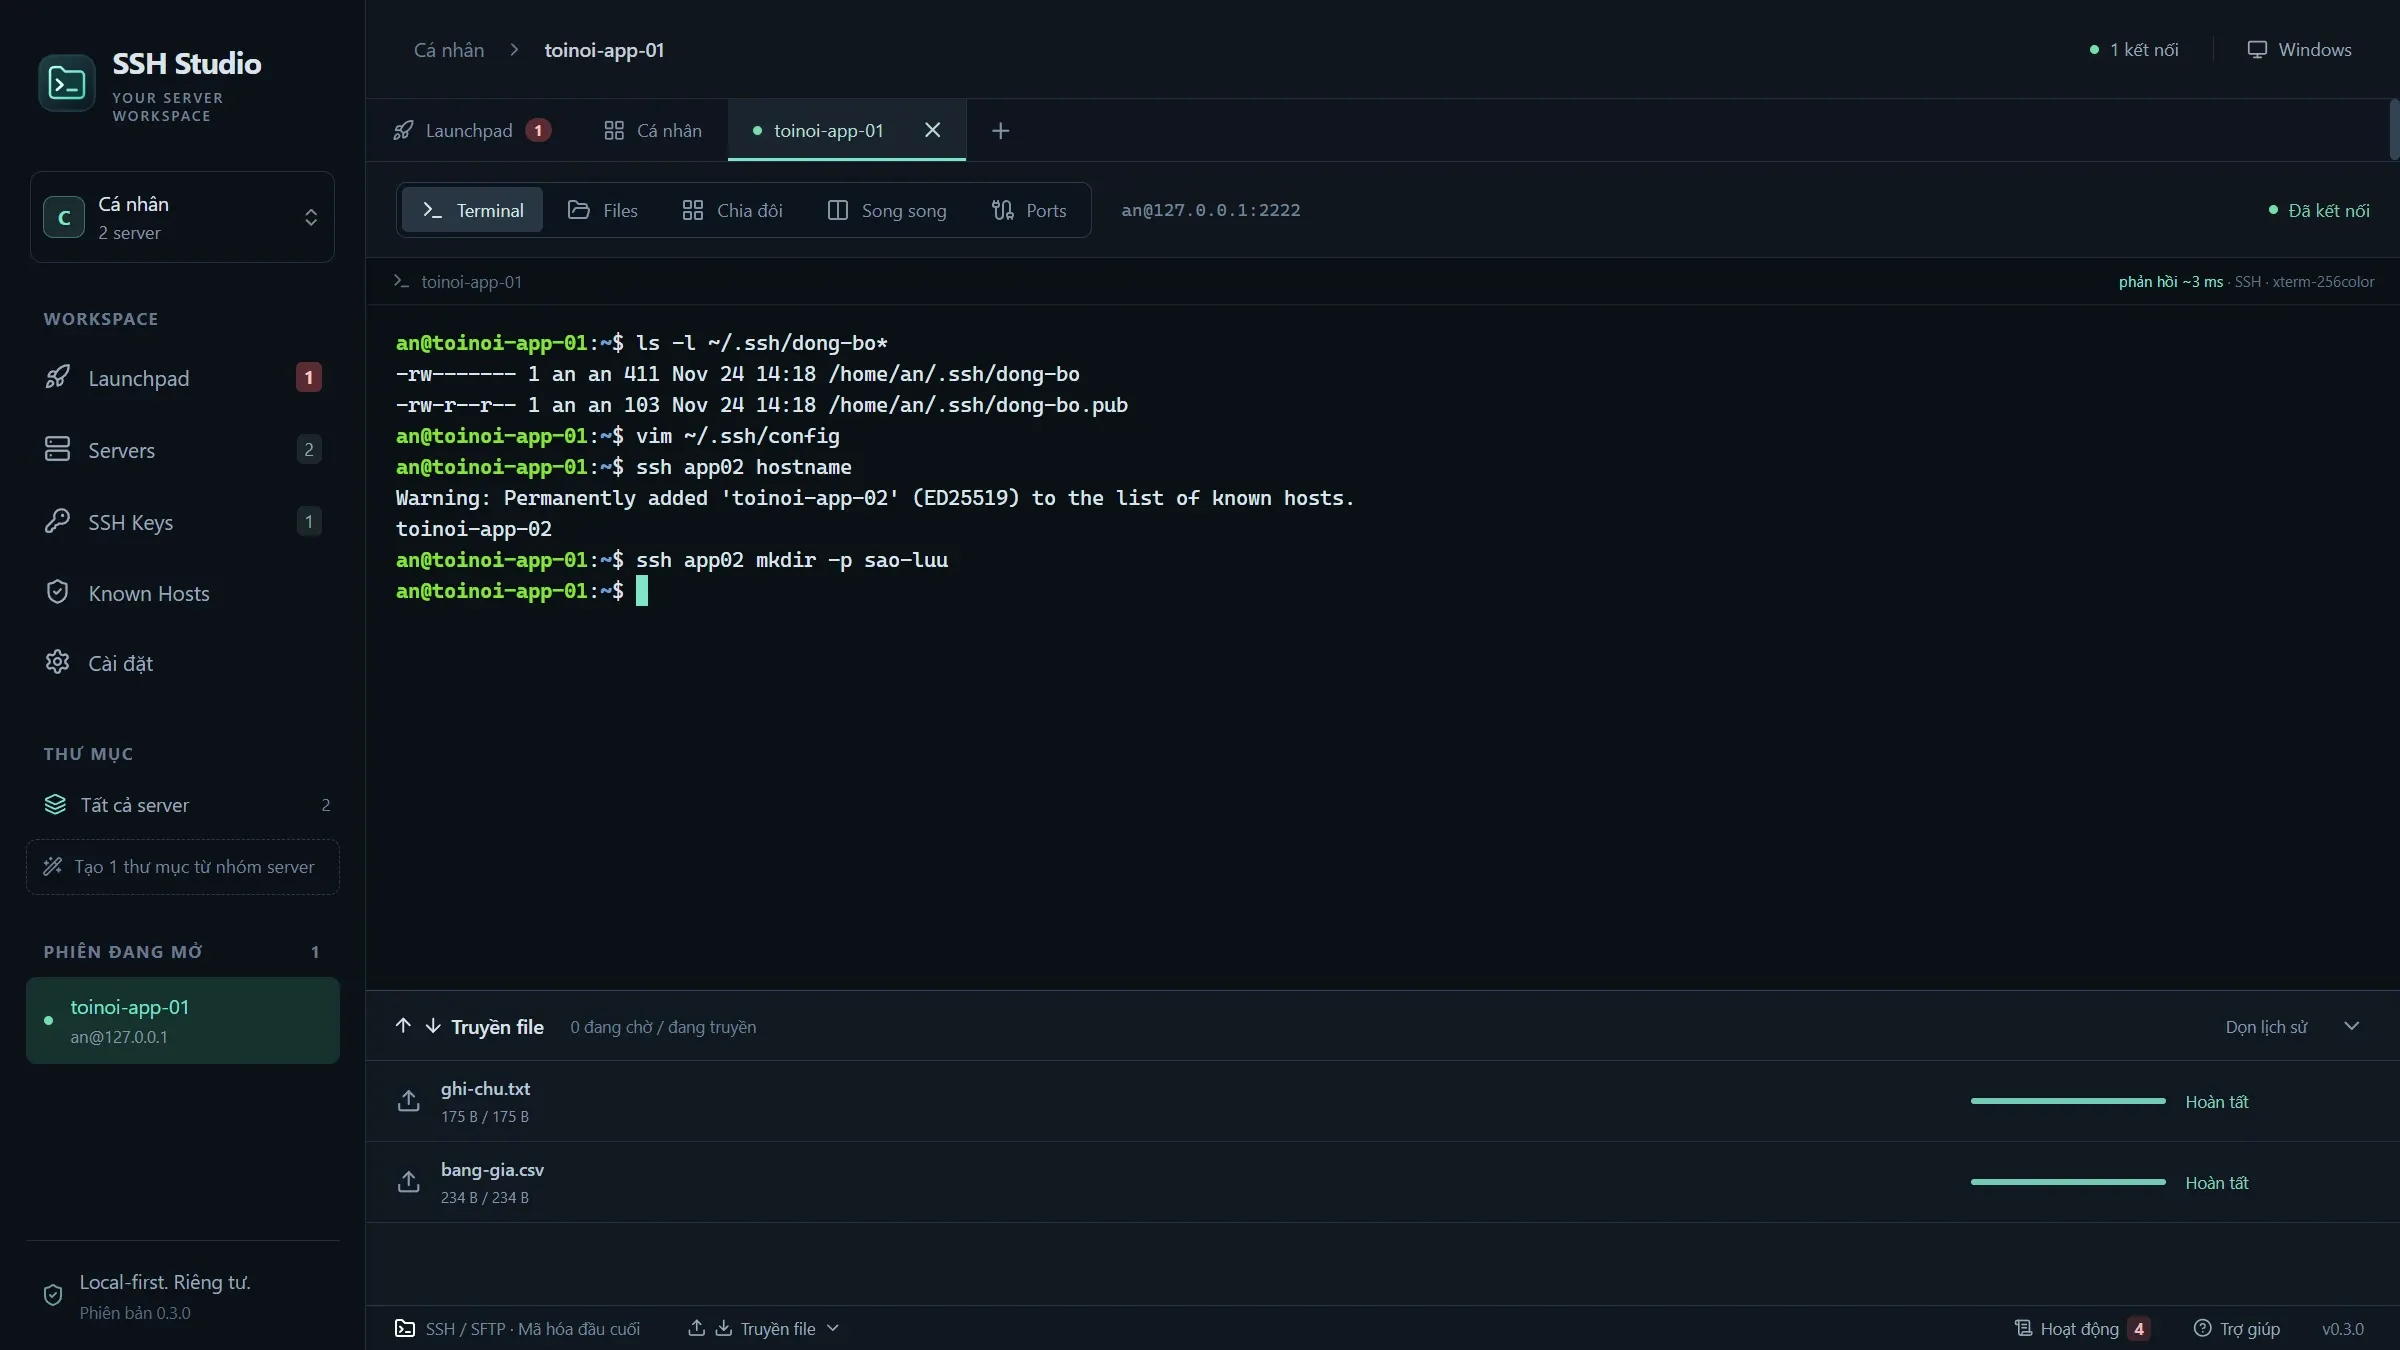 SSH Studio
YOUR SERVER
WORKSPACE
C
Cá nhân
2 server
WORKSPACE
Launchpad 1
Servers 2
SSH Keys 1
Known Hosts
Cài đặt
THƯ MỤC
Tất cả server 2
Tạo 1 thư mục từ nhóm server
PHIÊN ĐANG MỞ 1
toinoi-app-01
an@127.0.0.1
Local-first. Riêng tư.
Phiên bản 0.3.0
Cá nhân > toinoi-app-01
1 kết nối
Windows
Launchpad 1
Cá nhân
toinoi-app-01
Terminal
Files
Chia đôi
Song song
Ports
an@127.0.0.1:2222
Đã kết nối
toinoi-app-01
phản hồi ~3 ms · SSH · xterm-256color
an@toinoi-app-01:~$ ls -l ~/.ssh/dong-bo*
-rw------- 1 an an 411 Nov 24 14:18 /home/an/.ssh/dong-bo
-rw-r--r-- 1 an an 103 Nov 24 14:18 /home/an/.ssh/dong-bo.pub
an@toinoi-app-01:~$ vim ~/.ssh/config
an@toinoi-app-01:~$ ssh app02 hostname
Warning: Permanently added 'toinoi-app-02' (ED25519) to the list of known hosts.
toinoi-app-02
an@toinoi-app-01:~$ ssh app02 mkdir -p sao-luu
an@toinoi-app-01:~$
Truyền file
0 đang chờ / đang truyền
Dọn lịch sử
ghi-chu.txt
175 B / 175 B
Hoàn tất
bang-gia.csv
234 B / 234 B
Hoàn tất
SSH / SFTP · Mã hóa đầu cuối
Truyền file
Hoạt động 4
Trợ giúp
v0.3.0